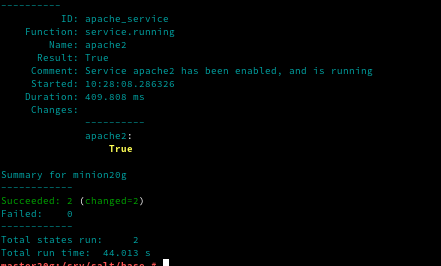 ----------
ID: apache_service
Function: service.running
Name: apache2
Result: True
Comment: Service apache2 has been enabled, and is running
Started: 10:28:08.286326
Duration: 409.808 ms
Changes:
----------
apache2:
True
Summary for minion20g
------------
Succeeded: 2 (changed=2)
Failed: 0
------------
Total states run: 2
Total run time: 44.013 s
master20g:/srv/salt/base #